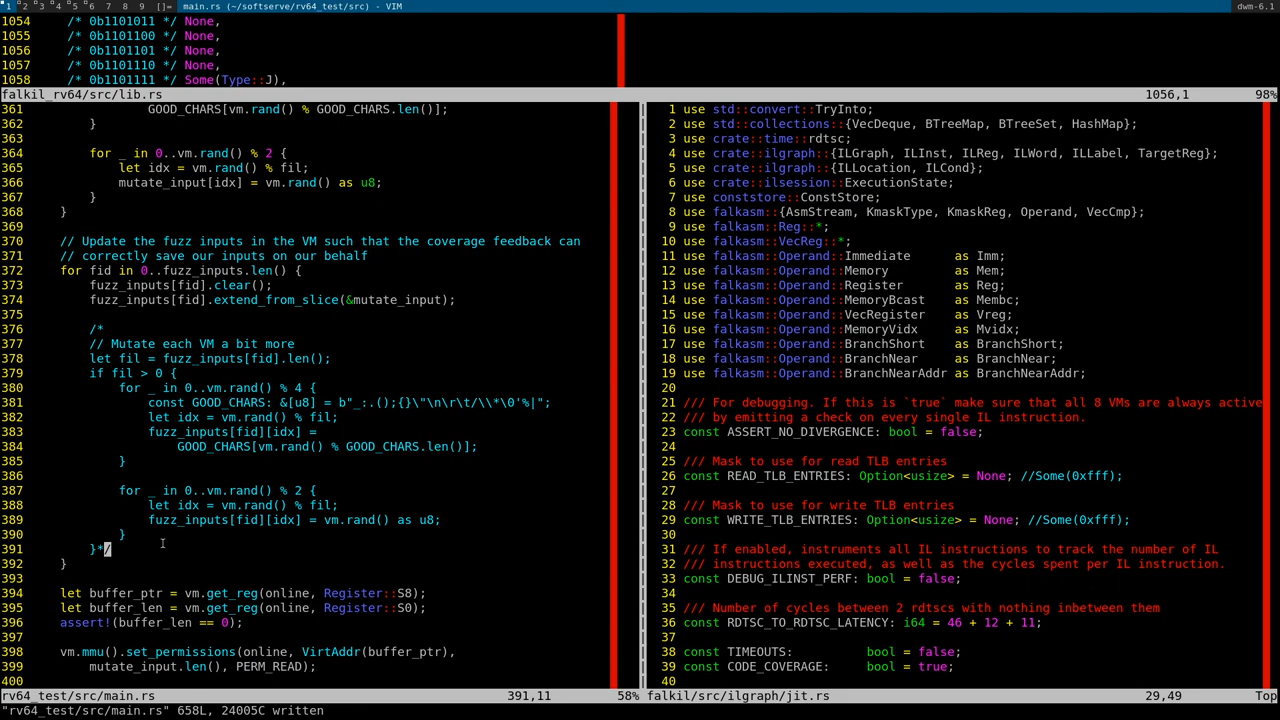 1 2 3 4 5 6 7 8 9 []= main.rs (~/softserve/rv64_test/src) - VIM dwm-6.1
1054     /* 0b1101011 */ None,
1055     /* 0b1101100 */ None,
1056     /* 0b1101101 */ None,
1057     /* 0b1101110 */ None,
1058     /* 0b1101111 */ Some(Type::J),
falkil_rv64/src/lib.rs 1056,1 98%
361                 GOOD_CHARS[vm.rand() % GOOD_CHARS.len()];
362         }
363
364         for _ in 0..vm.rand() % 2 {
365             let idx = vm.rand() % fil;
366             mutate_input[idx] = vm.rand() as u8;
367         }
368     }
369
370     // Update the fuzz inputs in the VM such that the coverage feedback can
371     // correctly save our inputs on our behalf
372     for fid in 0..fuzz_inputs.len() {
373         fuzz_inputs[fid].clear();
374         fuzz_inputs[fid].extend_from_slice(&mutate_input);
375
376         /*
377         // Mutate each VM a bit more
378         let fil = fuzz_inputs[fid].len();
379         if fil > 0 {
380             for _ in 0..vm.rand() % 4 {
381                 const GOOD_CHARS: &[u8] = b"_:.();{}\"\n\r\t/\\*\0'%|";
382                 let idx = vm.rand() % fil;
383                 fuzz_inputs[fid][idx] =
384                     GOOD_CHARS[vm.rand() % GOOD_CHARS.len()];
385             }
386
387             for _ in 0..vm.rand() % 2 {
388                 let idx = vm.rand() % fil;
389                 fuzz_inputs[fid][idx] = vm.rand() as u8;
390             }
391         }*/
392     }
393
394     let buffer_ptr = vm.get_reg(online, Register::S8);
395     let buffer_len = vm.get_reg(online, Register::S0);
396     assert!(buffer_len == 0);
397
398     vm.mmu().set_permissions(online, VirtAddr(buffer_ptr),
399         mutate_input.len(), PERM_READ);
400
rv64_test/src/main.rs 391,11 58%
1 use std::convert::TryInto;
2 use std::collections::{VecDeque, BTreeMap, BTreeSet, HashMap};
3 use crate::time::rdtsc;
4 use crate::ilgraph::{ILGraph, ILInst, ILReg, ILWord, ILLabel, TargetReg};
5 use crate::ilgraph::{ILLocation, ILCond};
6 use crate::ilsession::ExecutionState;
7 use conststore::ConstStore;
8 use falkasm::{AsmStream, KmaskType, KmaskReg, Operand, VecCmp};
9 use falkasm::Reg::*;
10 use falkasm::VecReg::*;
11 use falkasm::Operand::Immediate      as Imm;
12 use falkasm::Operand::Memory         as Mem;
13 use falkasm::Operand::Register       as Reg;
14 use falkasm::Operand::MemoryBcast    as Membc;
15 use falkasm::Operand::VecRegister    as Vreg;
16 use falkasm::Operand::MemoryVidx     as Mvidx;
17 use falkasm::Operand::BranchShort    as BranchShort;
18 use falkasm::Operand::BranchNear     as BranchNear;
19 use falkasm::Operand::BranchNearAddr as BranchNearAddr;
20
21 /// For debugging. If this is `true` make sure that all 8 VMs are always active
22 /// by emitting a check on every single IL instruction.
23 const ASSERT_NO_DIVERGENCE: bool = false;
24
25 /// Mask to use for read TLB entries
26 const READ_TLB_ENTRIES: Option<usize> = None; //Some(0xfff);
27
28 /// Mask to use for write TLB entries
29 const WRITE_TLB_ENTRIES: Option<usize> = None; //Some(0xfff);
30
31 /// If enabled, instruments all IL instructions to track the number of IL
32 /// instructions executed, as well as the cycles spent per IL instruction.
33 const DEBUG_ILINST_PERF: bool = false;
34
35 /// Number of cycles between 2 rdtscs with nothing inbetween them
36 const RDTSC_TO_RDTSC_LATENCY: i64 = 46 + 12 + 11;
37
38 const TIMEOUTS:          bool = false;
39 const CODE_COVERAGE:     bool = true;
40
falkil/src/ilgraph/jit.rs 29,49 Top
"rv64_test/src/main.rs" 658L, 24005C written